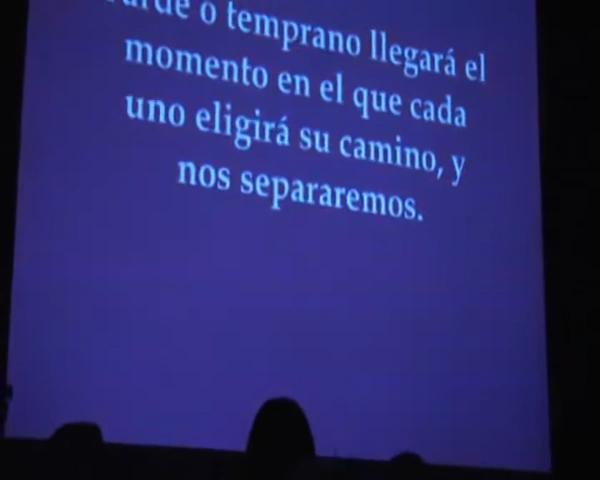 o temprano llegará el
momento en el que cada
uno eligirá su camino, y
nos separaremos.